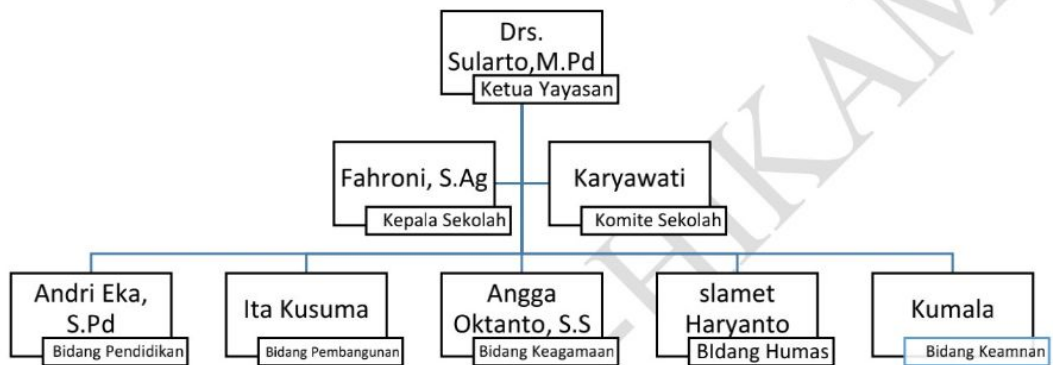 Drs.
Sularto,M.Pd
Ketua Yayasan
Fahroni, S.Ag
Kepala Sekolah
Karyawati
Komite Sekolah
Andri Eka,
S.Pd
Bidang Pendidikan
Ita Kusuma
Bidang Pembangunan
Angga
Oktanto, S.S
Bidang Keagamaan
slamet
Haryanto
BIdang Humas
Kumala
Bidang Keamnan
-HIKAM